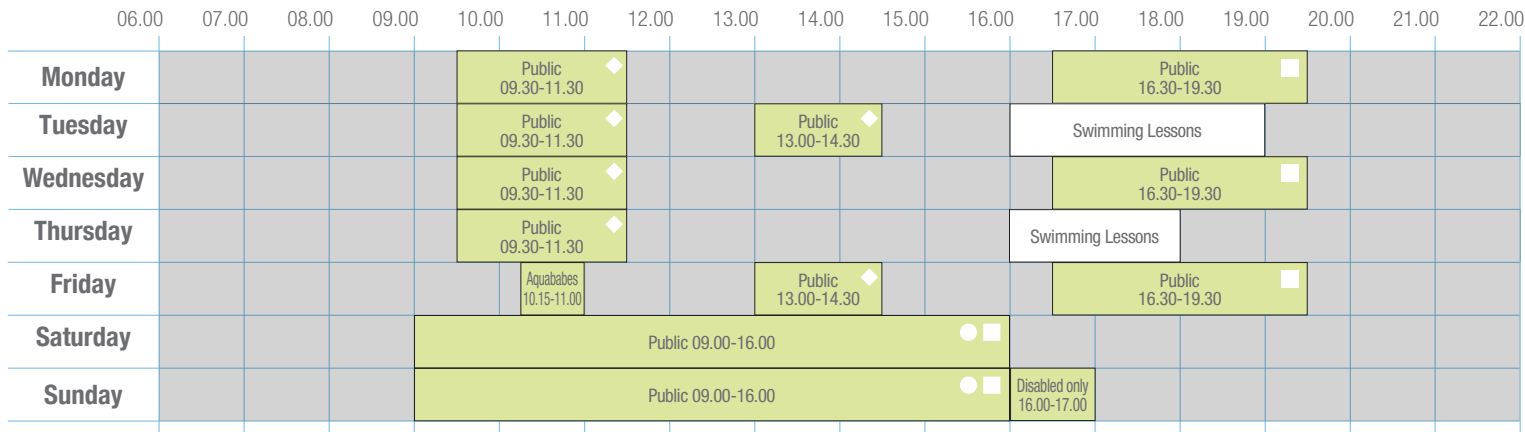 06.00 07.00 08.00 09.00 10.00 11.00 12.00 13.00 14.00 15.00 16.00 17.00 18.00 19.00 20.00 21.00 22.00
Monday
Public
09.30-11.30
Public
16.30-19.30
Tuesday
Public
09.30-11.30
Public
13.00-14.30
Swimming Lessons
Wednesday
Public
09.30-11.30
Public
16.30-19.30
Thursday
Public
09.30-11.30
Swimming Lessons
Friday
Aquababes
10.15-11.00
Public
13.00-14.30
Public
16.30-19.30
Saturday
Public 09.00-16.00
Sunday
Public 09.00-16.00
Disabled only
16.00-17.00